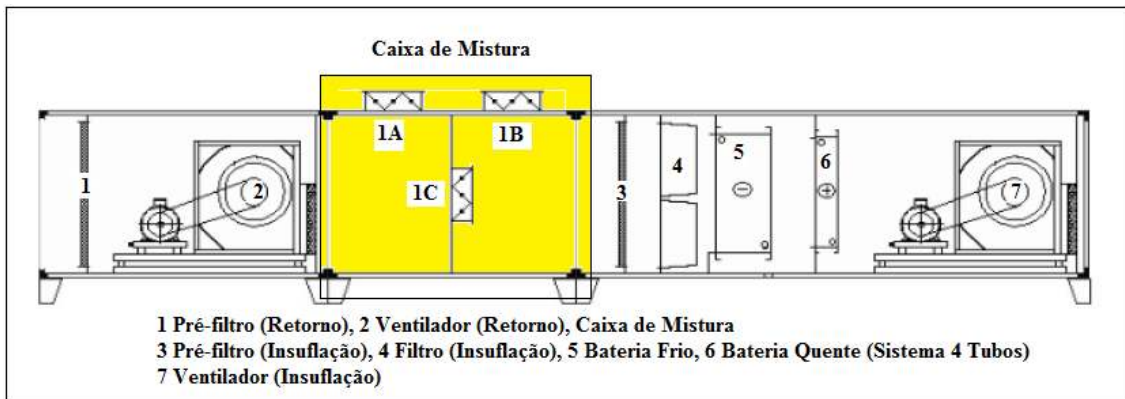 Caixa de Mistura
1A 1B
1 2 1C 3 4 5 6 7
1 Pré-filtro (Retorno), 2 Ventilador (Retorno), Caixa de Mistura
3 Pré-filtro (Insuflação), 4 Filtro (Insuflação), 5 Bateria Frio, 6 Bateria Quente (Sistema 4 Tubos)
7 Ventilador (Insuflação)